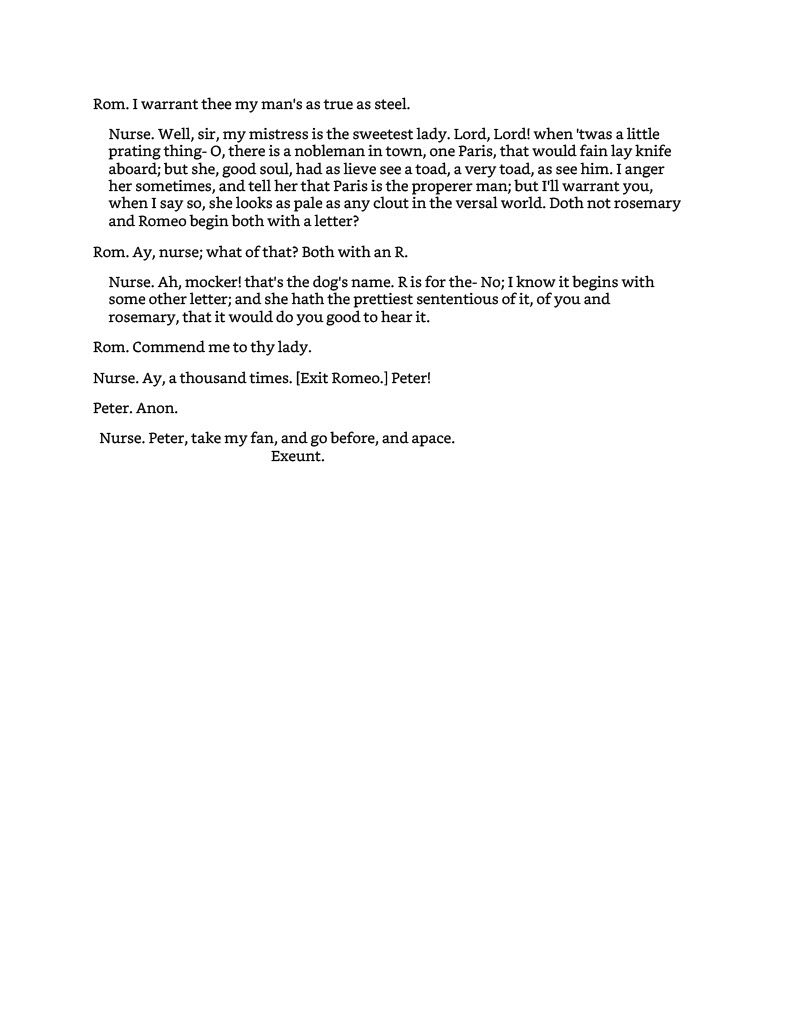 Rom. I warrant thee my man's as true as steel.
Nurse. Well, sir, my mistress is the sweetest lady. Lord, Lord! when 'twas a little
prating thing- O, there is a nobleman in town, one Paris, that would fain lay knife
aboard; but she, good soul, had as lieve see a toad, a very toad, as see him. I anger
her sometimes, and tell her that Paris is the properer man; but I'll warrant you,
when I say so, she looks as pale as any clout in the versal world. Doth not rosemary
and Romeo begin both with a letter?
Rom. Ay, nurse; what of that? Both with an R.
Nurse. Ah, mocker! that's the dog's name. R is for the- No; I know it begins with
some other letter; and she hath the prettiest sententious of it, of you and
rosemary, that it would do you good to hear it.
Rom. Commend me to thy lady.
Nurse. Ay, a thousand times. [Exit Romeo.] Peter!
Peter. Anon.
Nurse. Peter, take my fan, and go before, and apace.
Exeunt.